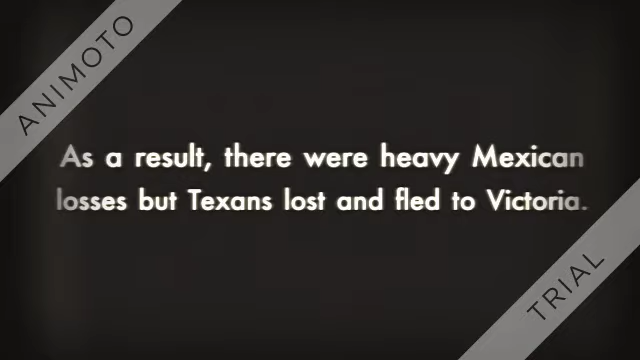 ANIMOTO
As a result, there were heavy Mexican
losses but Texans lost and fled to Victoria.
TRIAL